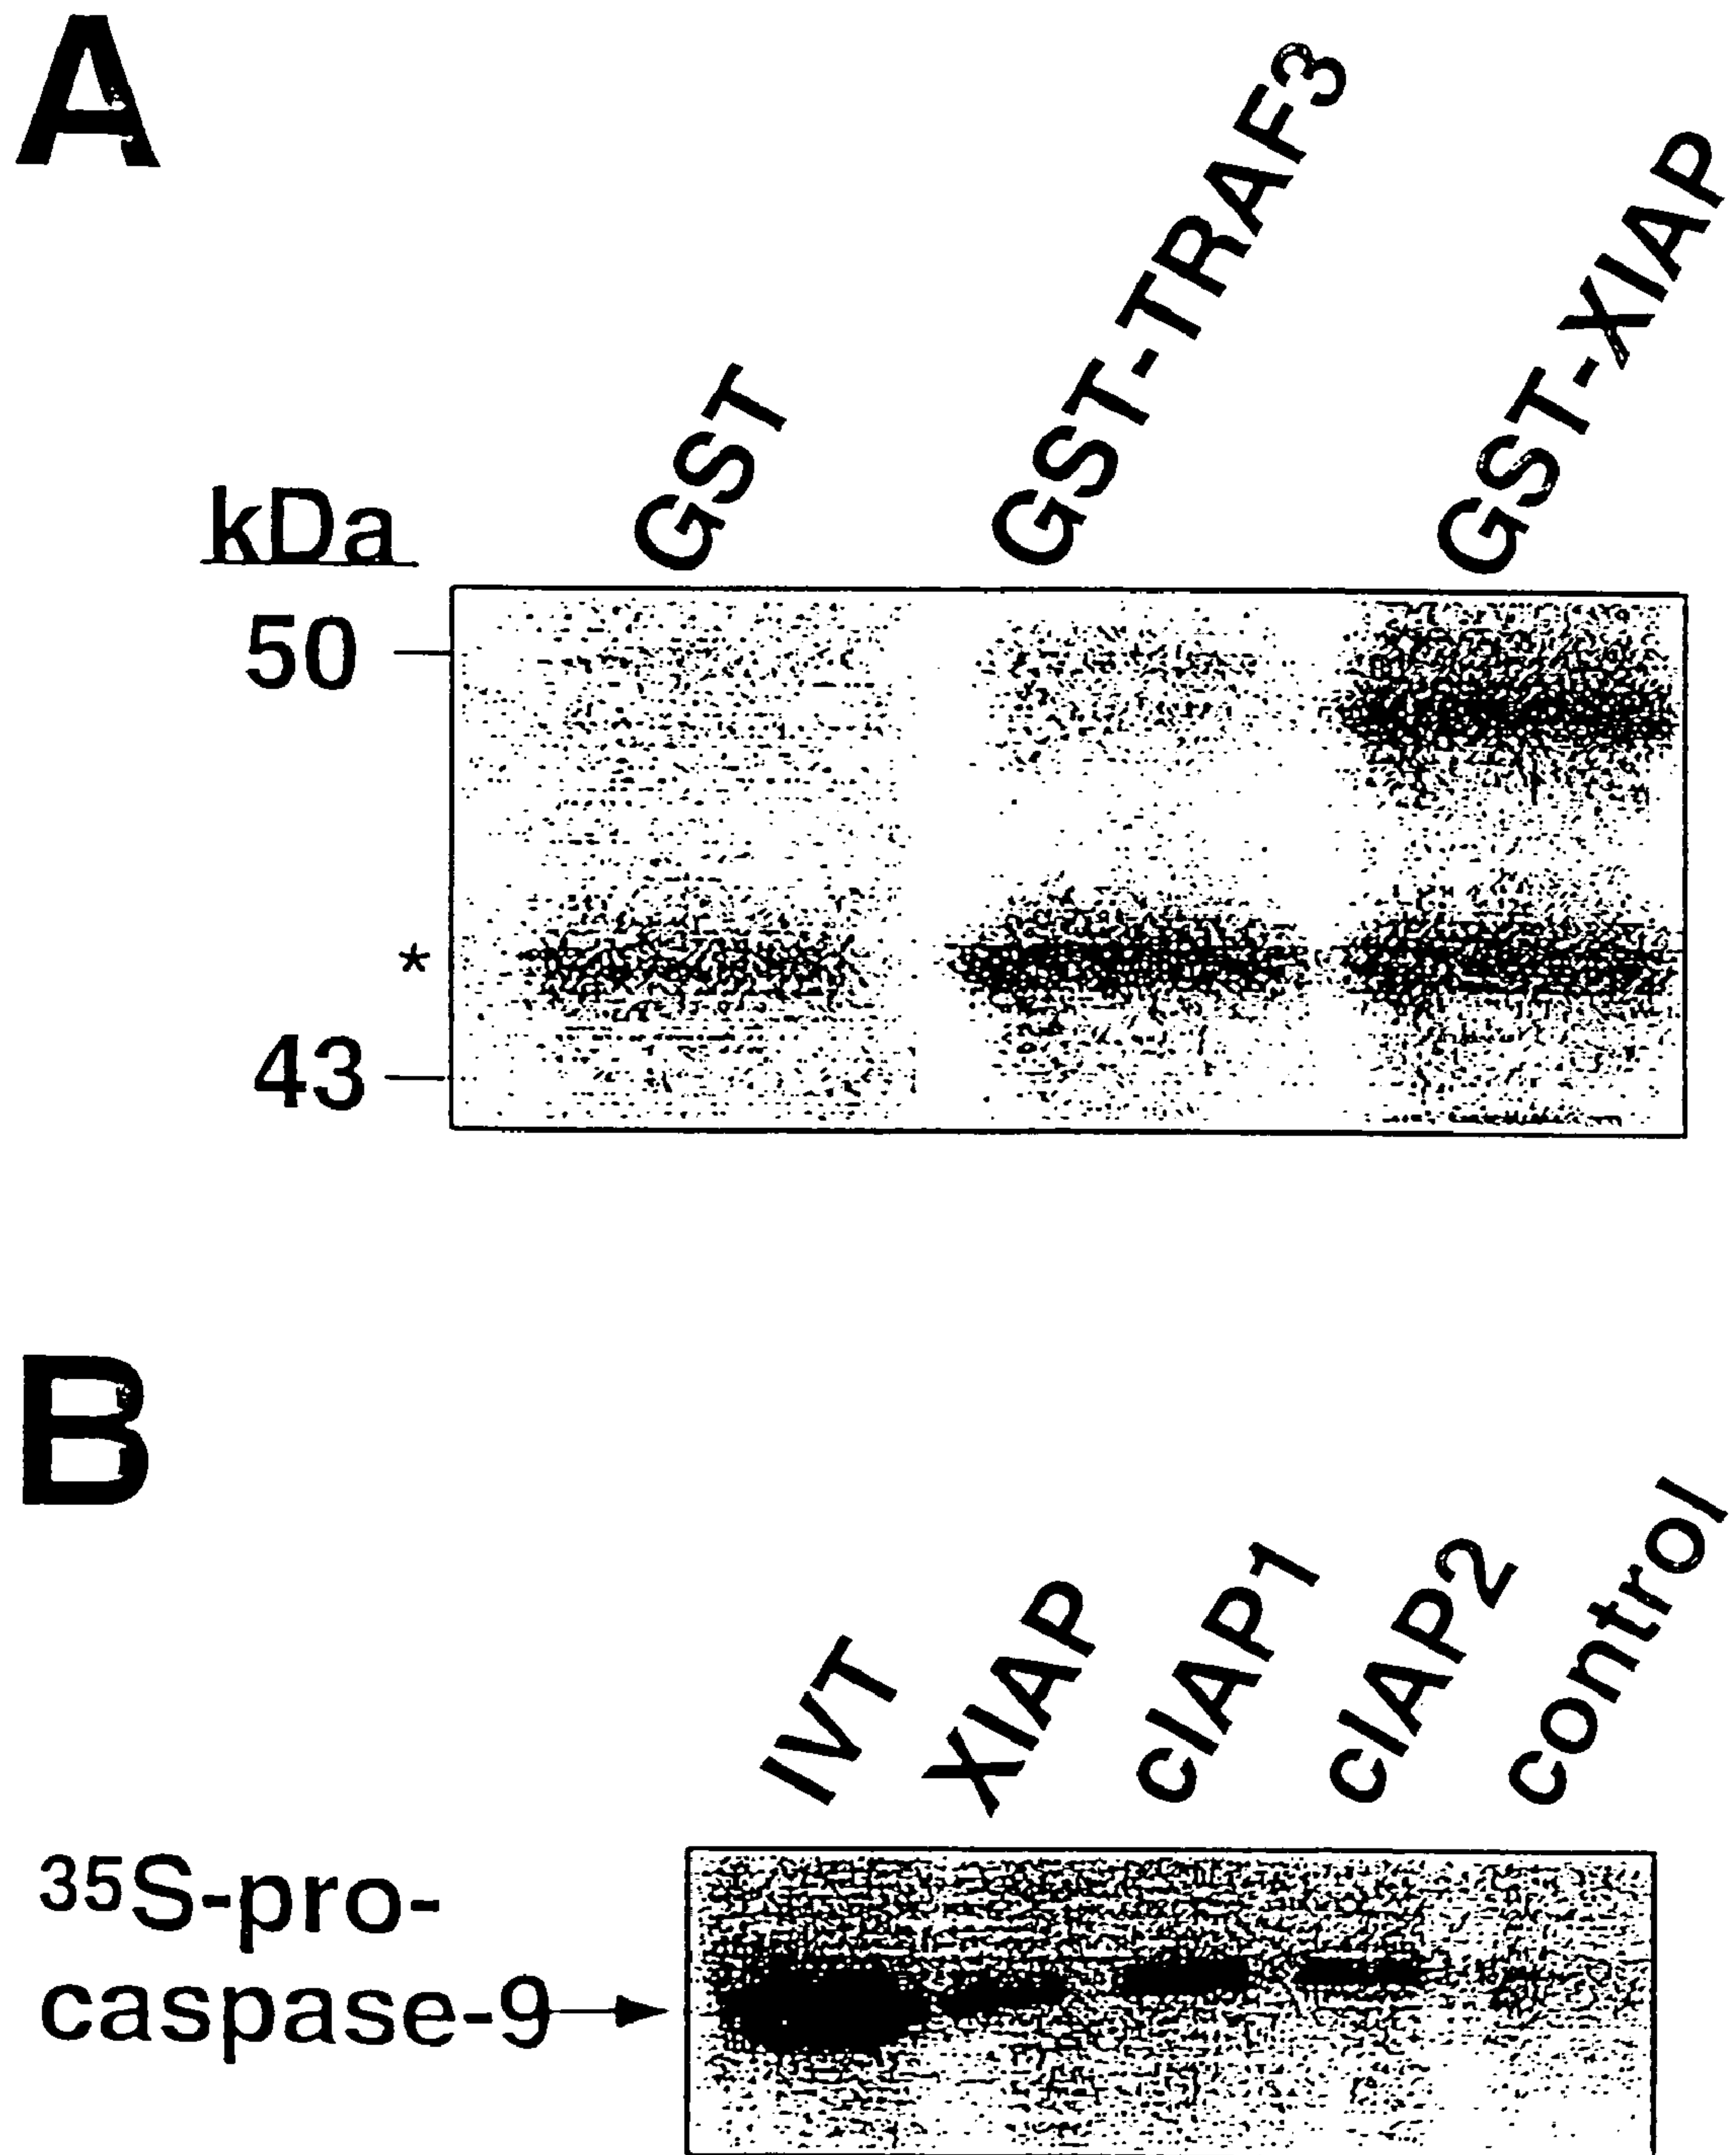 A
GST
GST-TRAF3
GST-XIAP
kDa
50
*
43
B
IVT
XIAP
cIAP1
cIAP2
control
³⁵S-pro-
caspase-9